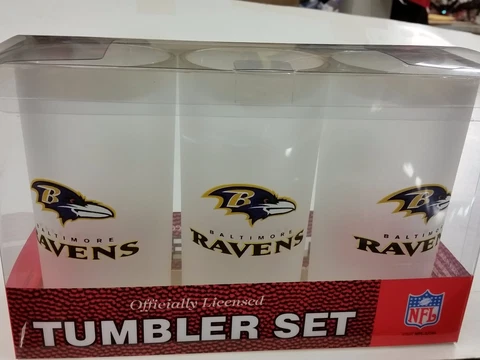 B
BALTIMORE
RAVENS
B
BALTIMORE
RAVENS
B
BALTIMORE
RAVENS
Officially Licensed
TUMBLER SET
NFL